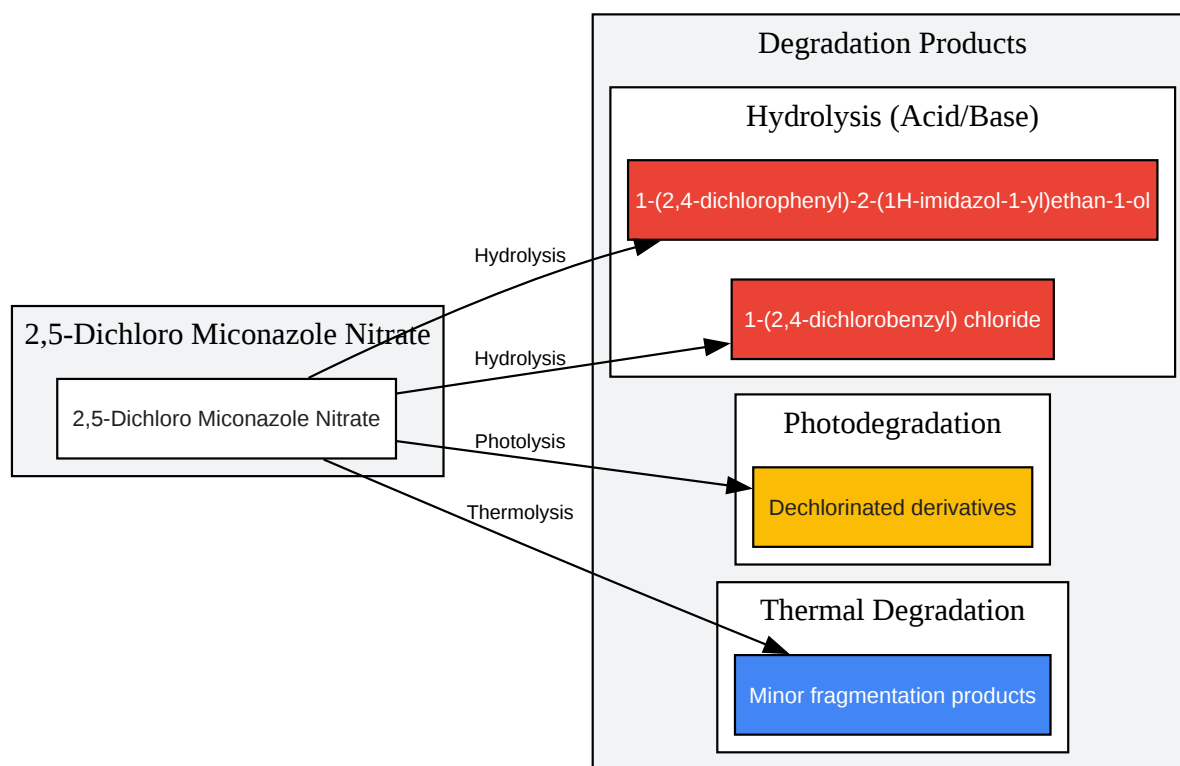 Degradation Products
Hydrolysis (Acid/Base)
1-(2,4-dichlorophenyl)-2-(1H-imidazol-1-yl)ethan-1-ol
Hydrolysis
1-(2,4-dichlorobenzyl) chloride
2,5-Dichloro Miconazole Nitrate
Hydrolysis
2,5-Dichloro Miconazole Nitrate
Photolysis
Photodegradation
Dechlorinated derivatives
Thermolysis
Thermal Degradation
Minor fragmentation products